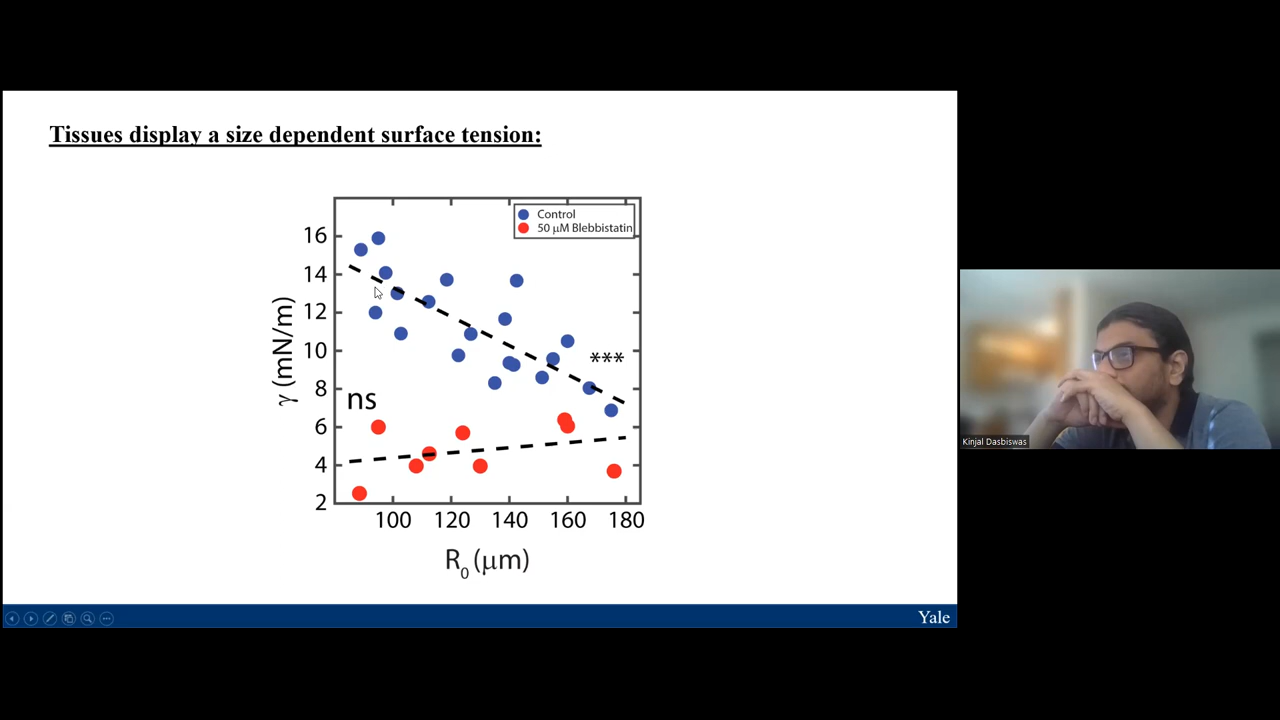 Tissues display a size dependent surface tension:
Control
50 μM Blebbistatin
16
14
12
10
8
6
4
2
γ (mN/m)
***
ns
100 120 140 160 180
R0 (μm)
Kinjal Dasbiswas
Yale